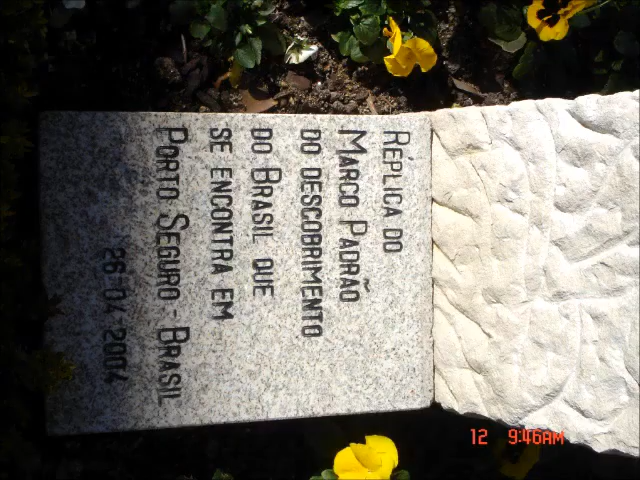 RÉPLICA DO
MARCO PADRÃO
DO DESCOBRIMENTO
DO BRASIL QUE
SE ENCONTRA EM
PORTO SEGURO - BRASIL
26-04-2004
12 9:46AM